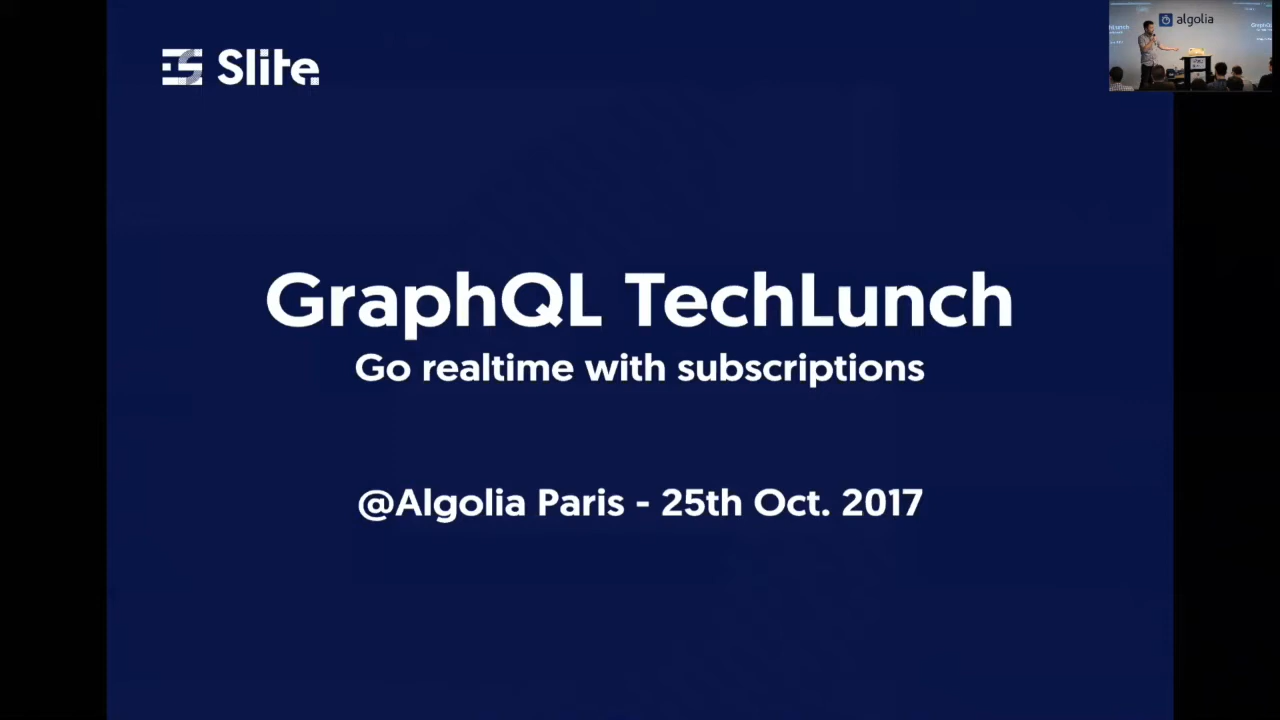 Slite
algolia
GraphQL TechLunch
Go realtime with subscriptions
@Algolia Paris - 25th Oct. 2017